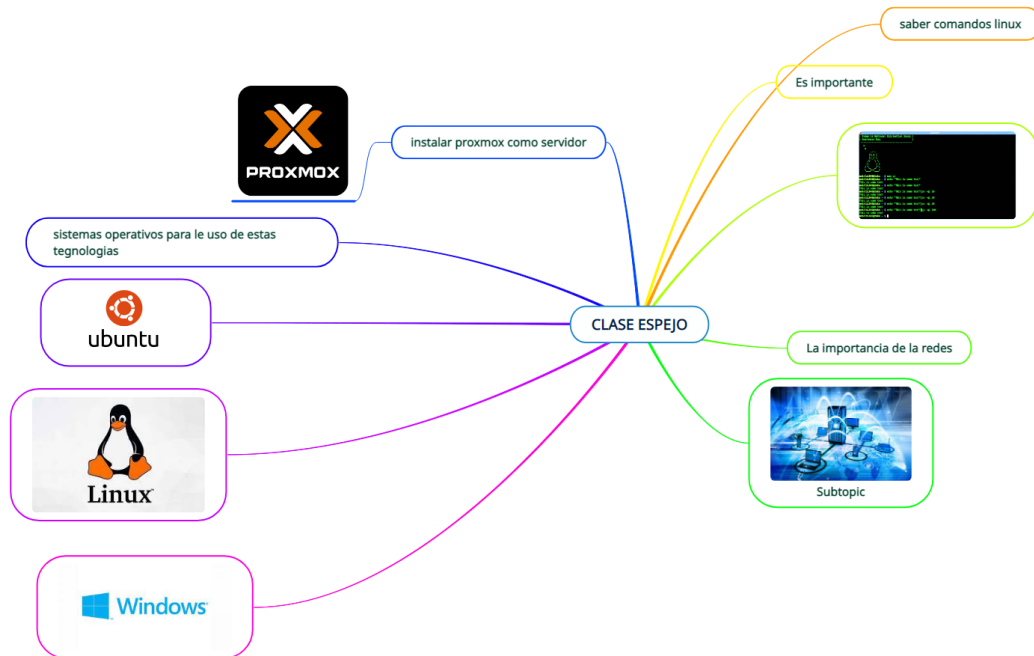 saber comandos linux
Es importante
PROXMOX
instalar proxmox como servidor
sistemas operativos para le uso de estas
tegnologias
ubuntu
CLASE ESPEJO
La importancia de la redes
Linux
Subtopic
Windows